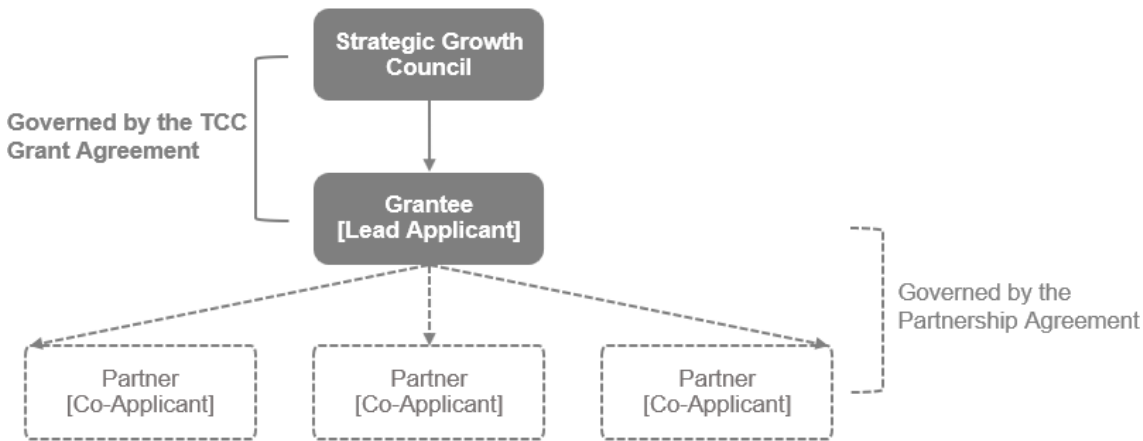 Strategic Growth
Council
Governed by the TCC
Grant Agreement
Grantee
[Lead Applicant]
Governed by the
Partnership Agreement
Partner
[Co-Applicant]
Partner
[Co-Applicant]
Partner
[Co-Applicant]